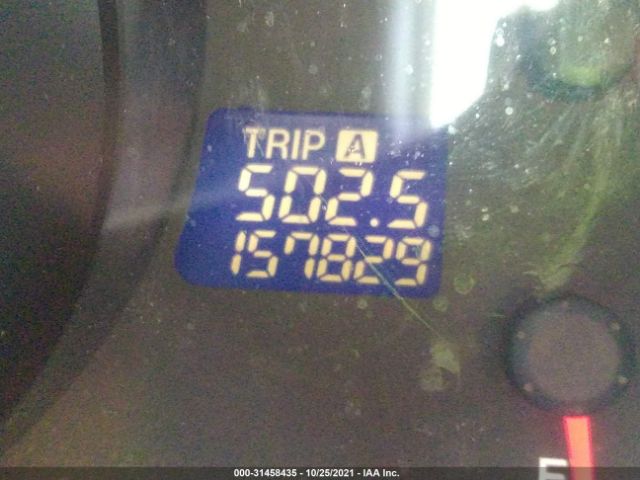 TRIP A
502.5
157829
E
000-31458435 - 10/25/2021 - IAA Inc.